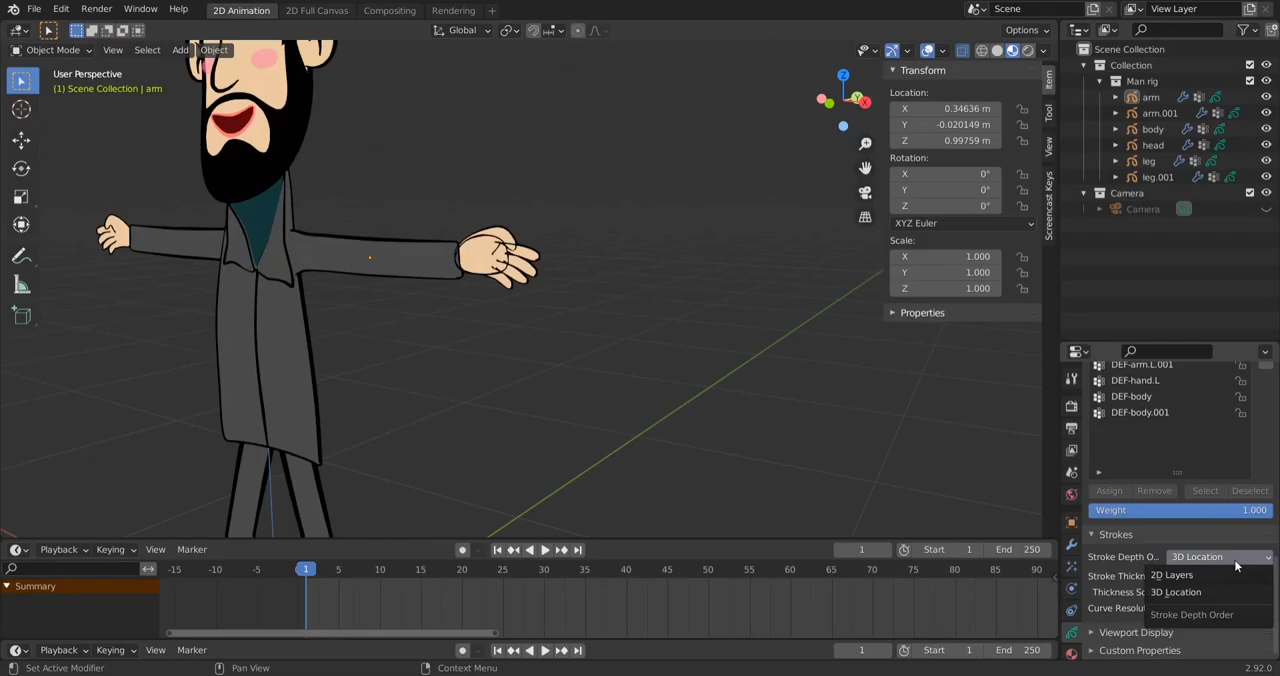 File Edit Render Window Help 2D Animation 2D Full Canvas Compositing Rendering + Scene View Layer
Global Options
Object Mode View Select Add Object
User Perspective
(1) Scene Collection | arm
Z
Y
X
Transform
Location:
X 0.34636 m
Y -0.020149 m
Z 0.99759 m
Rotation:
X 0°
Y 0°
Z 0°
XYZ Euler
Scale:
X 1.000
Y 1.000
Z 1.000
Properties
Item
Tool
View
Screencast Keys
Scene Collection
Collection
Man rig
arm
arm.001
body
head
leg
leg.001
Camera
Camera
DEF-arm.L.001
DEF-hand.L
DEF-body
DEF-body.001
Assign Remove Select Deselect
Weight 1.000
Strokes
Stroke Depth O... 3D Location
Stroke Thickn
Thickness Sc
Curve Resolu
2D Layers
3D Location
Stroke Depth Order
Viewport Display
Custom Properties
Playback Keying View Marker 1 Start 1 End 250
-15 -10 -5 1 5 10 15 20 25 30 35 40 45 50 55 60 65 70 75 80 85 90
Summary
Playback Keying View Marker 1 Start 1 End 250
Set Active Modifier Pan View Context Menu 2.92.0